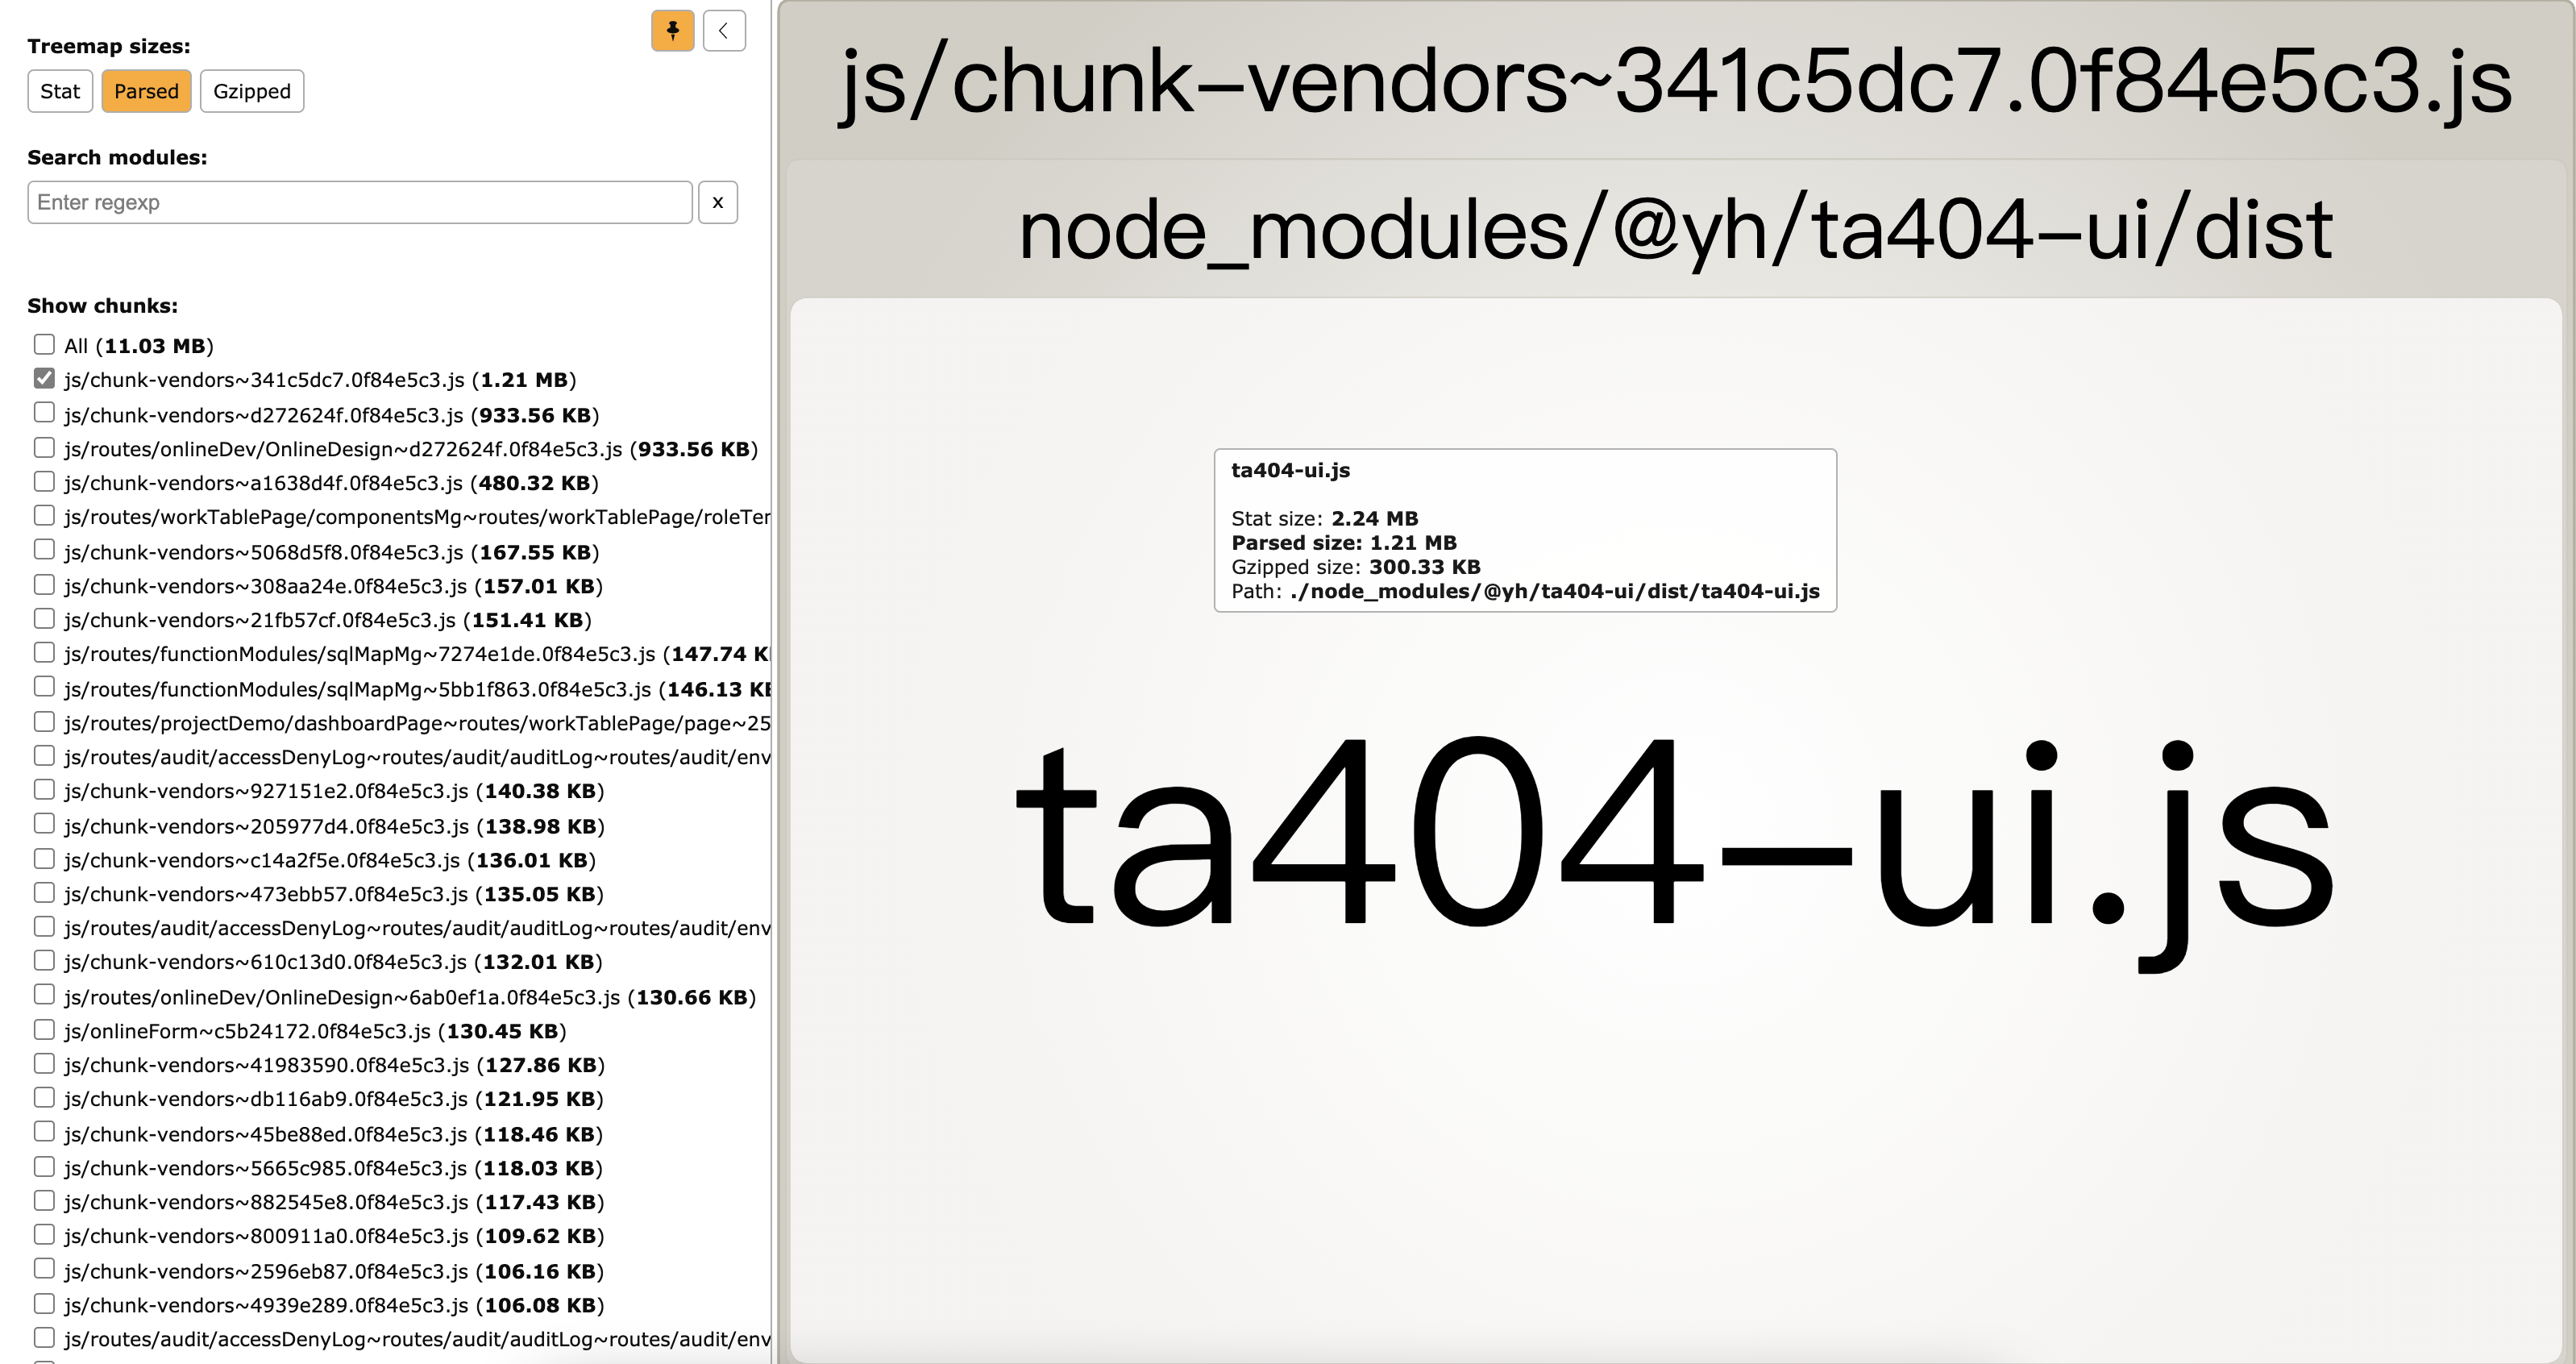 Treemap sizes:
Stat
Parsed
Gzipped
Search modules:
Enter regexp
x
Show chunks:
All (11.03 MB)
js/chunk-vendors~341c5dc7.0f84e5c3.js (1.21 MB)
js/chunk-vendors~d272624f.0f84e5c3.js (933.56 KB)
js/routes/onlineDev/OnlineDesign~d272624f.0f84e5c3.js (933.56 KB)
js/chunk-vendors~a1638d4f.0f84e5c3.js (480.32 KB)
js/routes/workTablePage/componentsMg~routes/workTablePage/roleTer
js/chunk-vendors~5068d5f8.0f84e5c3.js (167.55 KB)
js/chunk-vendors~308aa24e.0f84e5c3.js (157.01 KB)
js/chunk-vendors~21fb57cf.0f84e5c3.js (151.41 KB)
js/routes/functionModules/sqlMapMg~7274e1de.0f84e5c3.js (147.74 K
js/routes/functionModules/sqlMapMg~5bb1f863.0f84e5c3.js (146.13 KB
js/routes/projectDemo/dashboardPage~routes/workTablePage/page~25
js/routes/audit/accessDenyLog~routes/audit/auditLog~routes/audit/env
js/chunk-vendors~927151e2.0f84e5c3.js (140.38 KB)
js/chunk-vendors~205977d4.0f84e5c3.js (138.98 KB)
js/chunk-vendors~c14a2f5e.0f84e5c3.js (136.01 KB)
js/chunk-vendors~473ebb57.0f84e5c3.js (135.05 KB)
js/routes/audit/accessDenyLog~routes/audit/auditLog~routes/audit/env
js/chunk-vendors~610c13d0.0f84e5c3.js (132.01 KB)
js/routes/onlineDev/OnlineDesign~6ab0ef1a.0f84e5c3.js (130.66 KB)
js/onlineForm~c5b24172.0f84e5c3.js (130.45 KB)
js/chunk-vendors~41983590.0f84e5c3.js (127.86 KB)
js/chunk-vendors~db116ab9.0f84e5c3.js (121.95 KB)
js/chunk-vendors~45be88ed.0f84e5c3.js (118.46 KB)
js/chunk-vendors~5665c985.0f84e5c3.js (118.03 KB)
js/chunk-vendors~882545e8.0f84e5c3.js (117.43 KB)
js/chunk-vendors~800911a0.0f84e5c3.js (109.62 KB)
js/chunk-vendors~2596eb87.0f84e5c3.js (106.16 KB)
js/chunk-vendors~4939e289.0f84e5c3.js (106.08 KB)
js/routes/audit/accessDenyLog~routes/audit/auditLog~routes/audit/env
js/chunk-vendors~341c5dc7.0f84e5c3.js
node_modules/@yh/ta404-ui/dist
ta404-ui.js
Stat size: 2.24 MB
Parsed size: 1.21 MB
Gzipped size: 300.33 KB
Path: ./node_modules/@yh/ta404-ui/dist/ta404-ui.js
ta404-ui.js